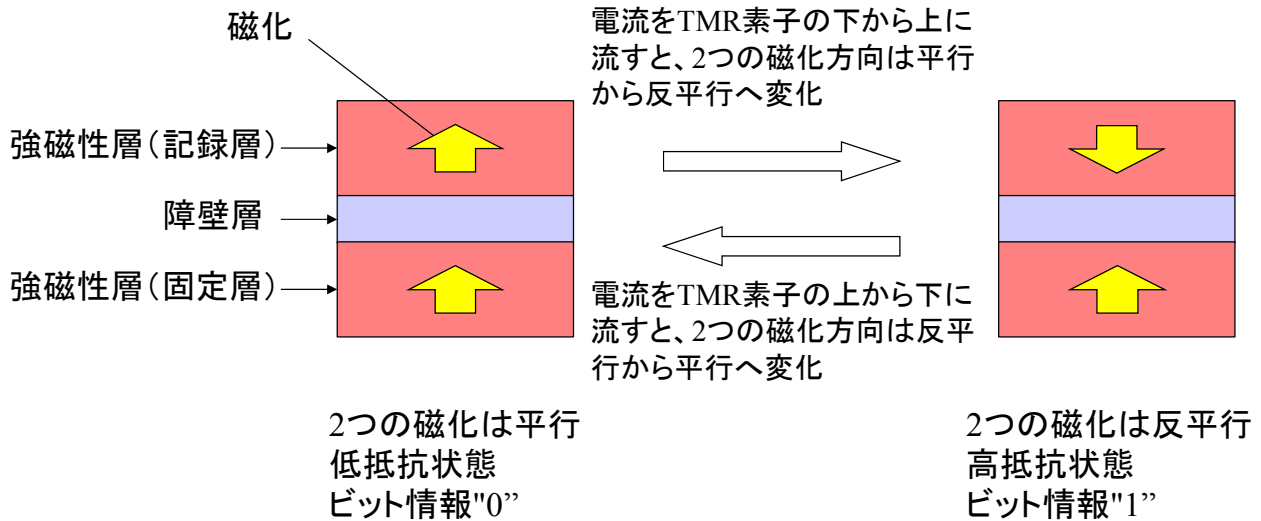 磁化
強磁性層（記録層）
障壁層
強磁性層（固定層）
電流をTMR素子の下から上に
流すと、2つの磁化方向は平行
から反平行へ変化
電流をTMR素子の上から下に
流すと、2つの磁化方向は反平
行から平行へ変化
2つの磁化は平行
低抵抗状態
ビット情報"0”
2つの磁化は反平行
高抵抗状態
ビット情報"1”